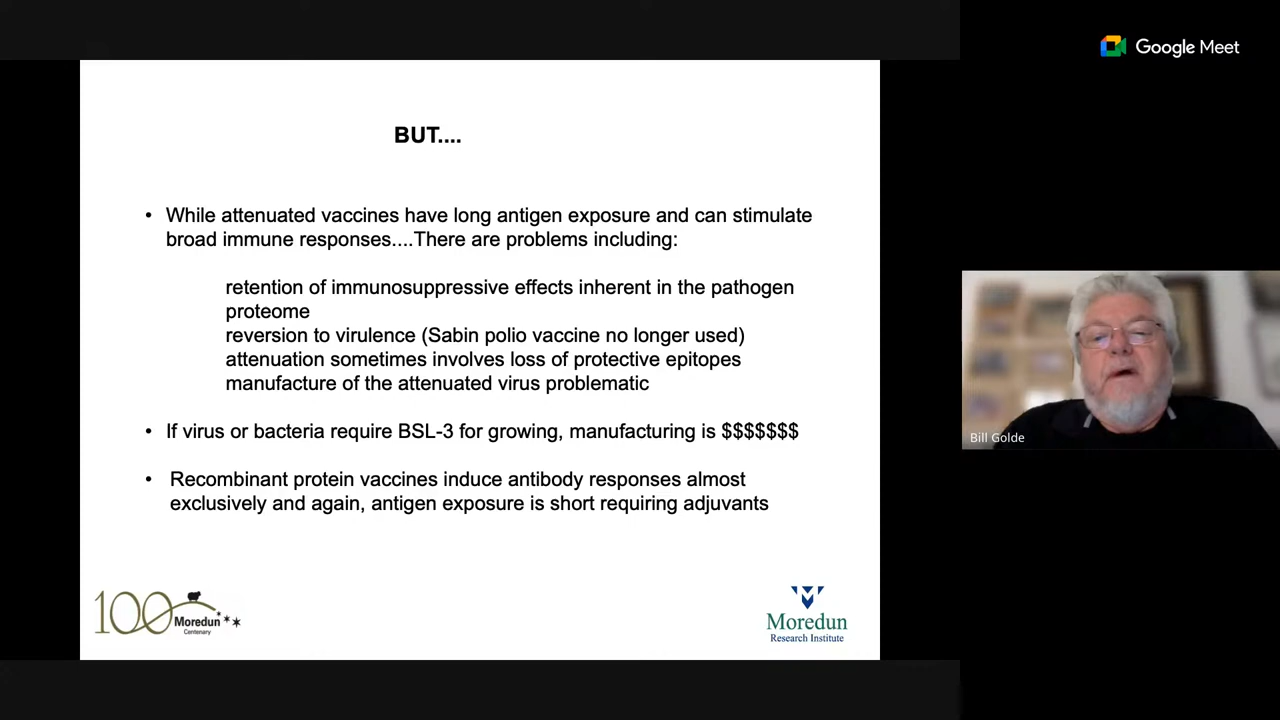 Google Meet
BUT....
• While attenuated vaccines have long antigen exposure and can stimulate
broad immune responses....There are problems including:
retention of immunosuppressive effects inherent in the pathogen
proteome
reversion to virulence (Sabin polio vaccine no longer used)
attenuation sometimes involves loss of protective epitopes
manufacture of the attenuated virus problematic
• If virus or bacteria require BSL-3 for growing, manufacturing is $$$$$$$
• Recombinant protein vaccines induce antibody responses almost
exclusively and again, antigen exposure is short requiring adjuvants
Bill Golde
100 Moredun
Centenary
Moredun
Research Institute